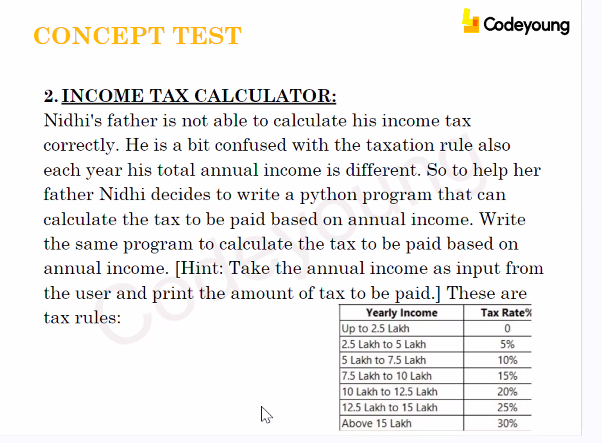 Codeyoung
CONCEPT TEST
2. INCOME TAX CALCULATOR:
Nidhi's father is not able to calculate his income tax
correctly. He is a bit confused with the taxation rule also
each year his total annual income is different. So to help her
father Nidhi decides to write a python program that can
calculate the tax to be paid based on annual income. Write
the same program to calculate the tax to be paid based on
annual income. [Hint: Take the annual income as input from
the user and print the amount of tax to be paid.] These are
tax rules:
Yearly Income Tax Rate%
Up to 2.5 Lakh 0
2.5 Lakh to 5 Lakh 5%
5 Lakh to 7.5 Lakh 10%
7.5 Lakh to 10 Lakh 15%
10 Lakh to 12.5 Lakh 20%
12.5 Lakh to 15 Lakh 25%
Above 15 Lakh 30%
Codeyoung